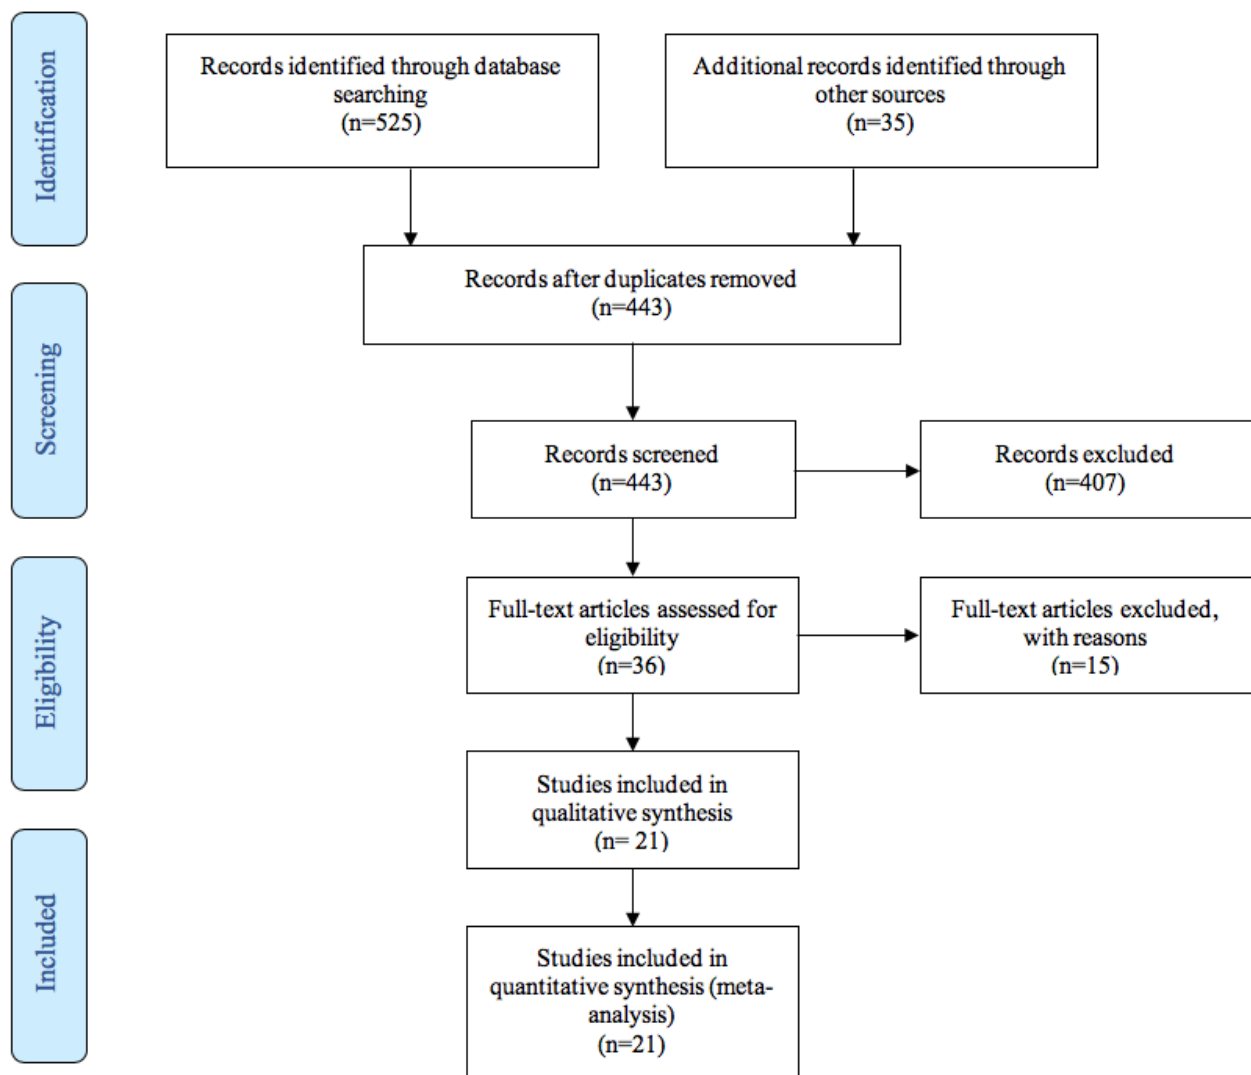 Identification
Records identified through database
searching
(n=525)
Additional records identified through
other sources
(n=35)
Records after duplicates removed
(n=443)
Screening
Records screened
(n=443)
Records excluded
(n=407)
Eligibility
Full-text articles assessed for
eligibility
(n=36)
Full-text articles excluded,
with reasons
(n=15)
Studies included in
qualitative synthesis
(n= 21)
Included
Studies included in
quantitative synthesis (meta-
analysis)
(n=21)